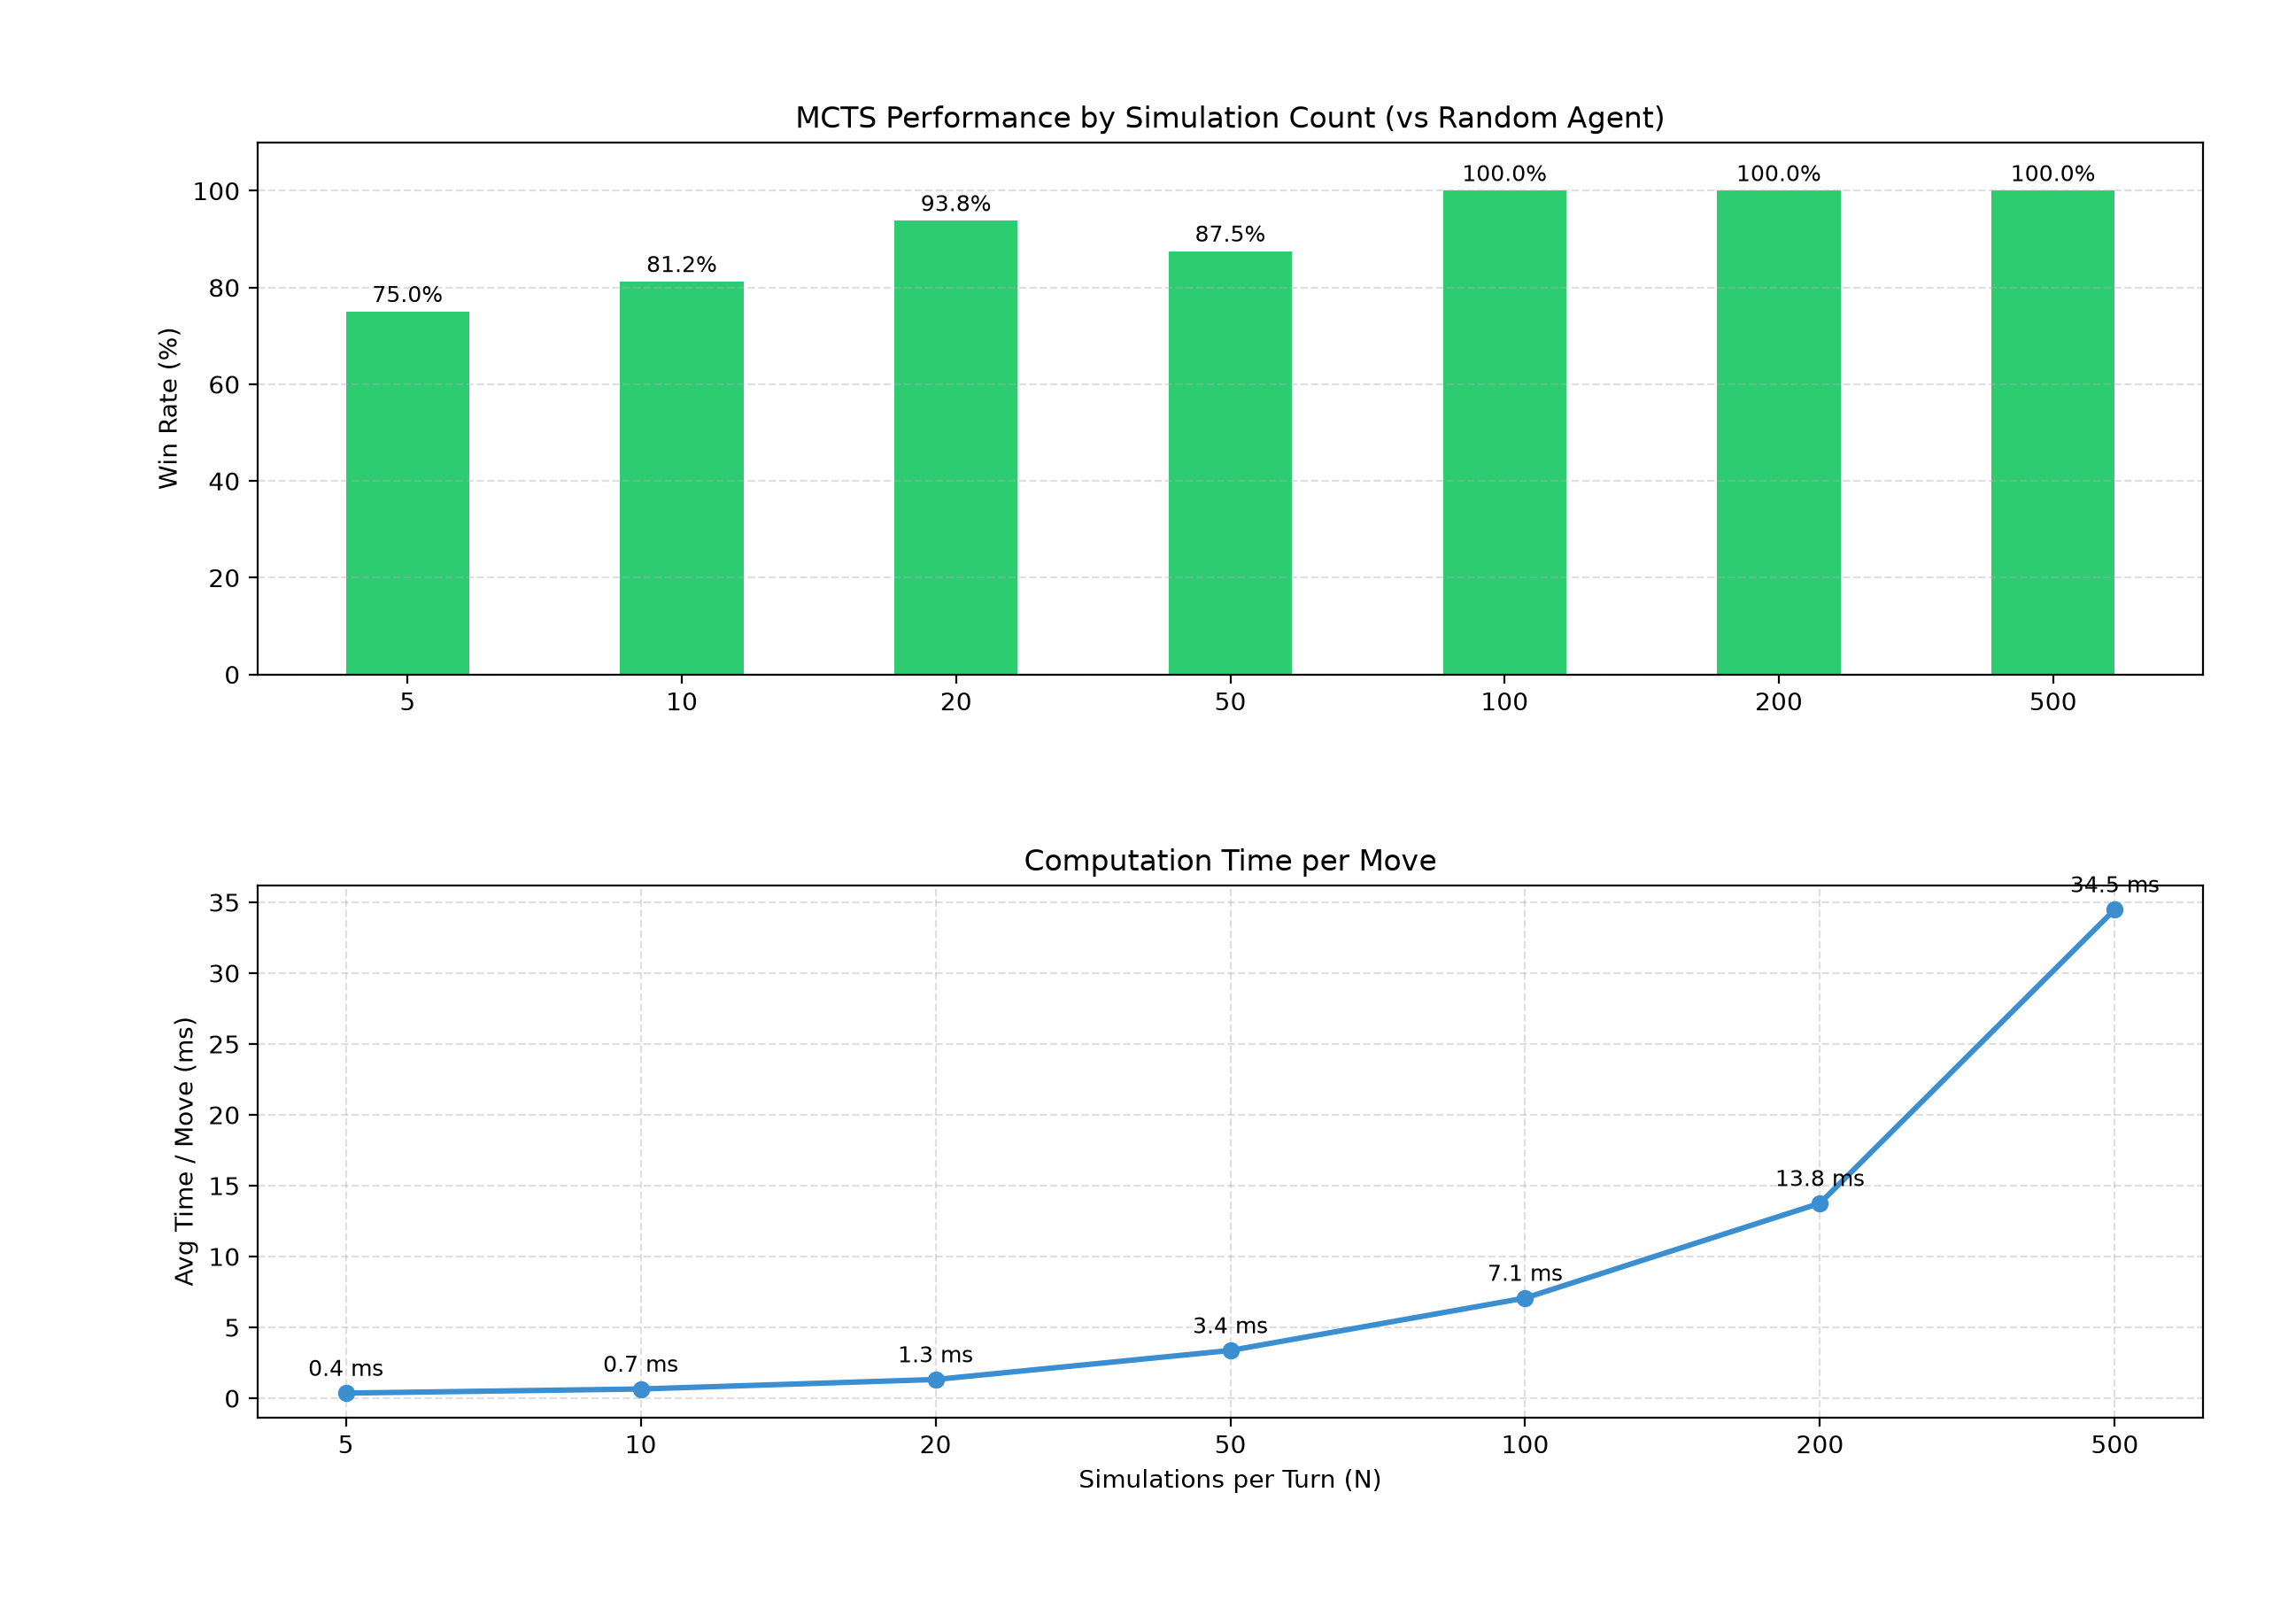 MCTS Performance by Simulation Count (vs Random Agent)
Win Rate (%)
100
80
60
40
20
0
75.0%
81.2%
93.8%
87.5%
100.0%
100.0%
100.0%
5 10 20 50 100 200 500
Computation Time per Move
Avg Time / Move (ms)
35
30
25
20
15
10
5
0
0.4 ms
0.7 ms
1.3 ms
3.4 ms
7.1 ms
13.8 ms
34.5 ms
5 10 20 50 100 200 500
Simulations per Turn (N)